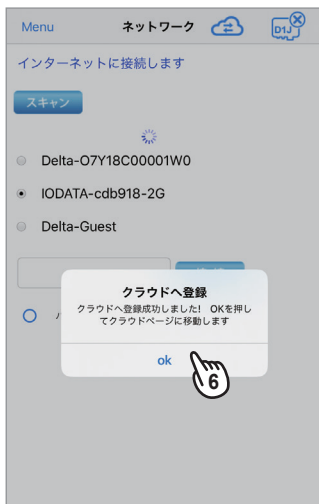 Menu ネットワーク D1J
インターネットに接続します
スキャン
Delta-O7Y18C00001W0
IODATA-cdb918-2G
Delta-Guest
クラウドへ登録
クラウドへ登録成功しました! OKを押し
てクラウドページに移動します
ok
6